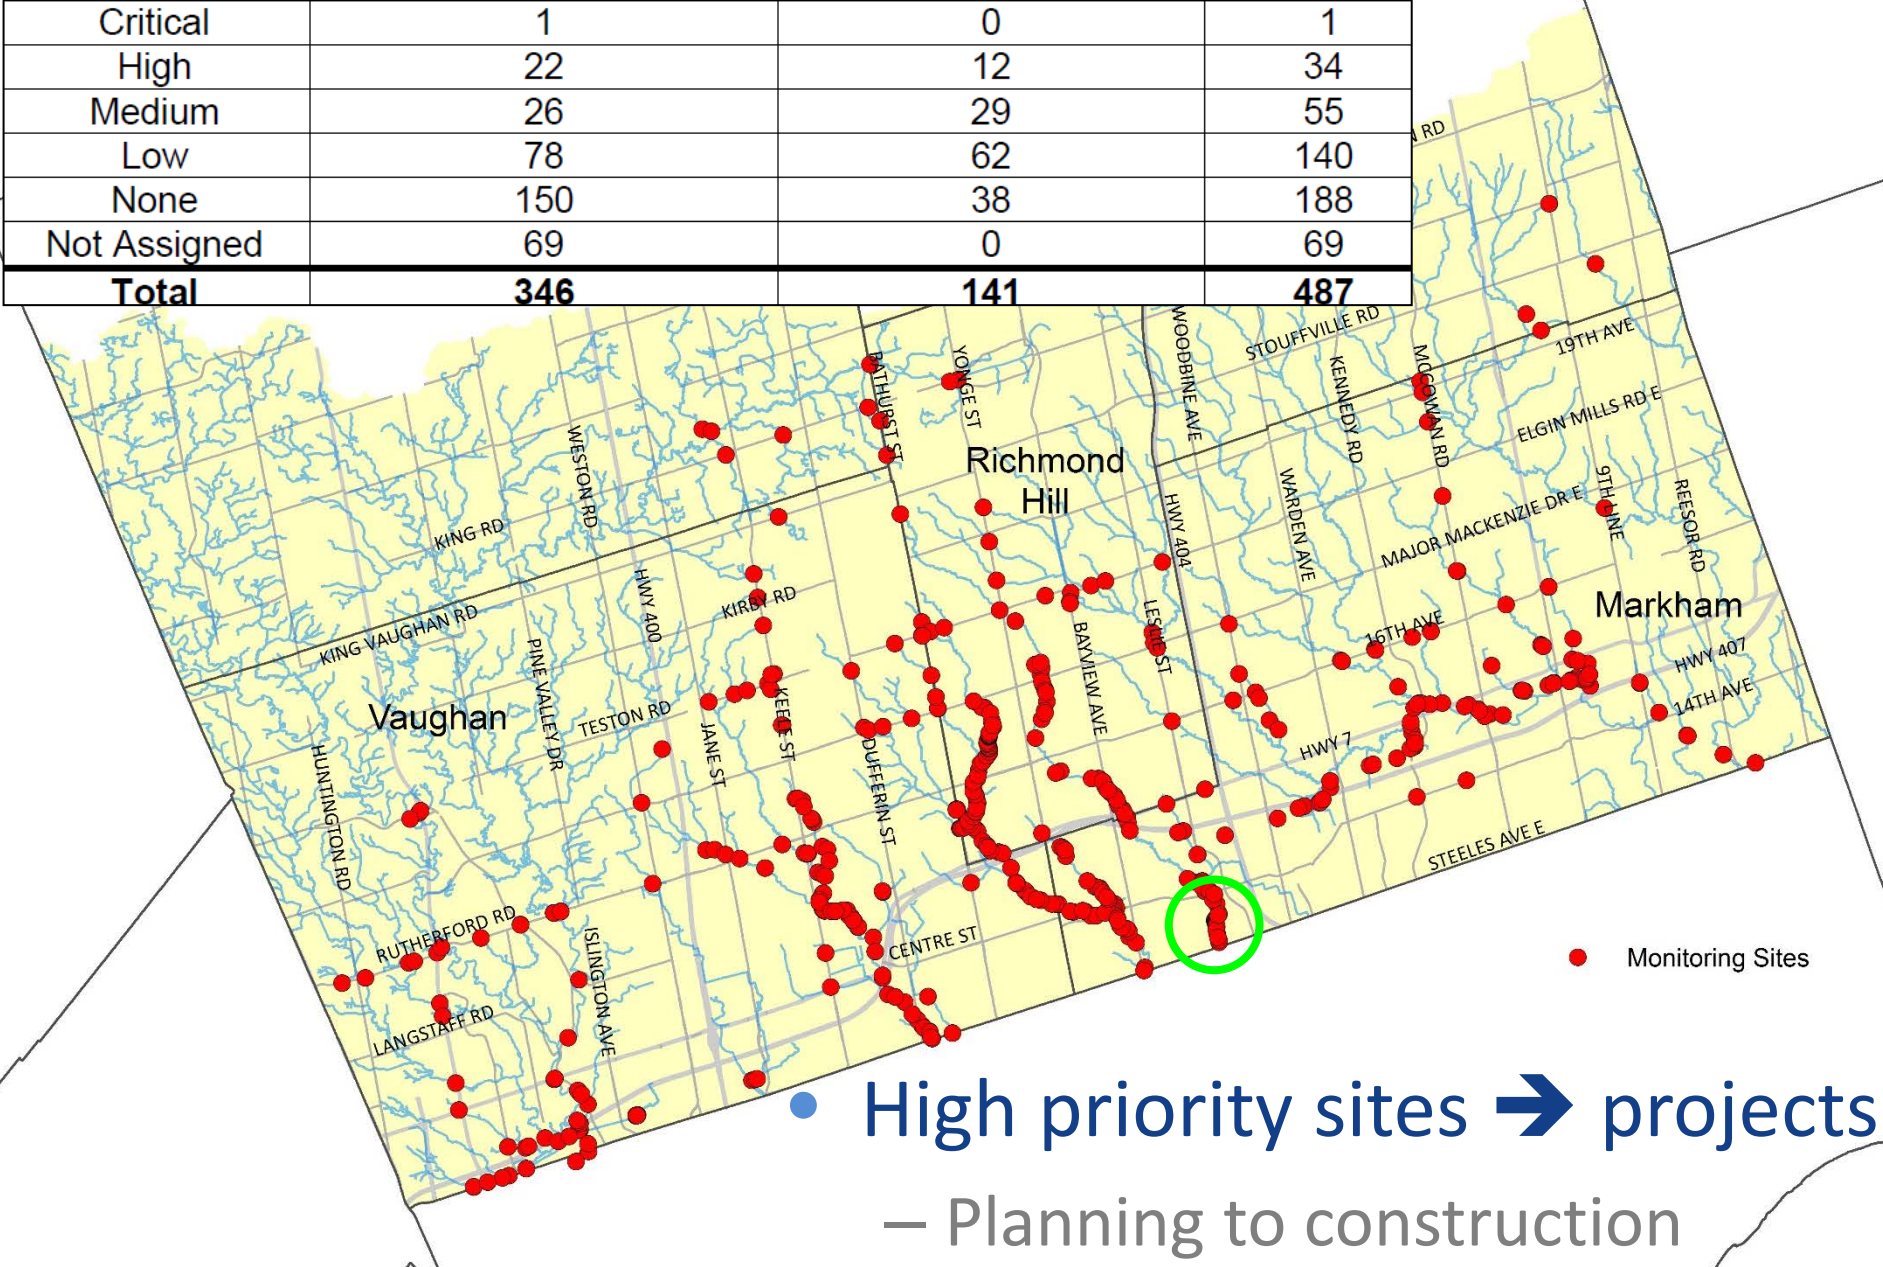 Critical 1 0 1
High 22 12 34
Medium 26 29 55
Low 78 62 140
None 150 38 188
Not Assigned 69 0 69
Total 346 141 487
RD
STOUFFVILLE RD
19TH AVE
WOODBINE AVE
BATHURST ST
YONGE ST
KENNEDY RD
MCCOWAN RD
ELGIN MILLS RD E
WESTON RD
Richmond
Hill
KING RD
HWY 404
WARDEN AVE
MAJOR MACKENZIE DR E
9TH LINE
REESOR RD
HWY 400
KIRBY RD
KING VAUGHAN RD
LESLIE ST
BAYVIEW AVE
16TH AVE
Markham
HWY 407
PINE VALLEY DR
Vaughan
TESTON RD
KEELE ST
JANE ST
14TH AVE
HWY 7
HUNTINGTON RD
DUFFERIN ST
STEELES AVE E
RUTHERFORD RD
ISLINGTON AVE
CENTRE ST
Monitoring Sites
LANGSTAFF RD
• High priority sites ➔ projects
– Planning to construction